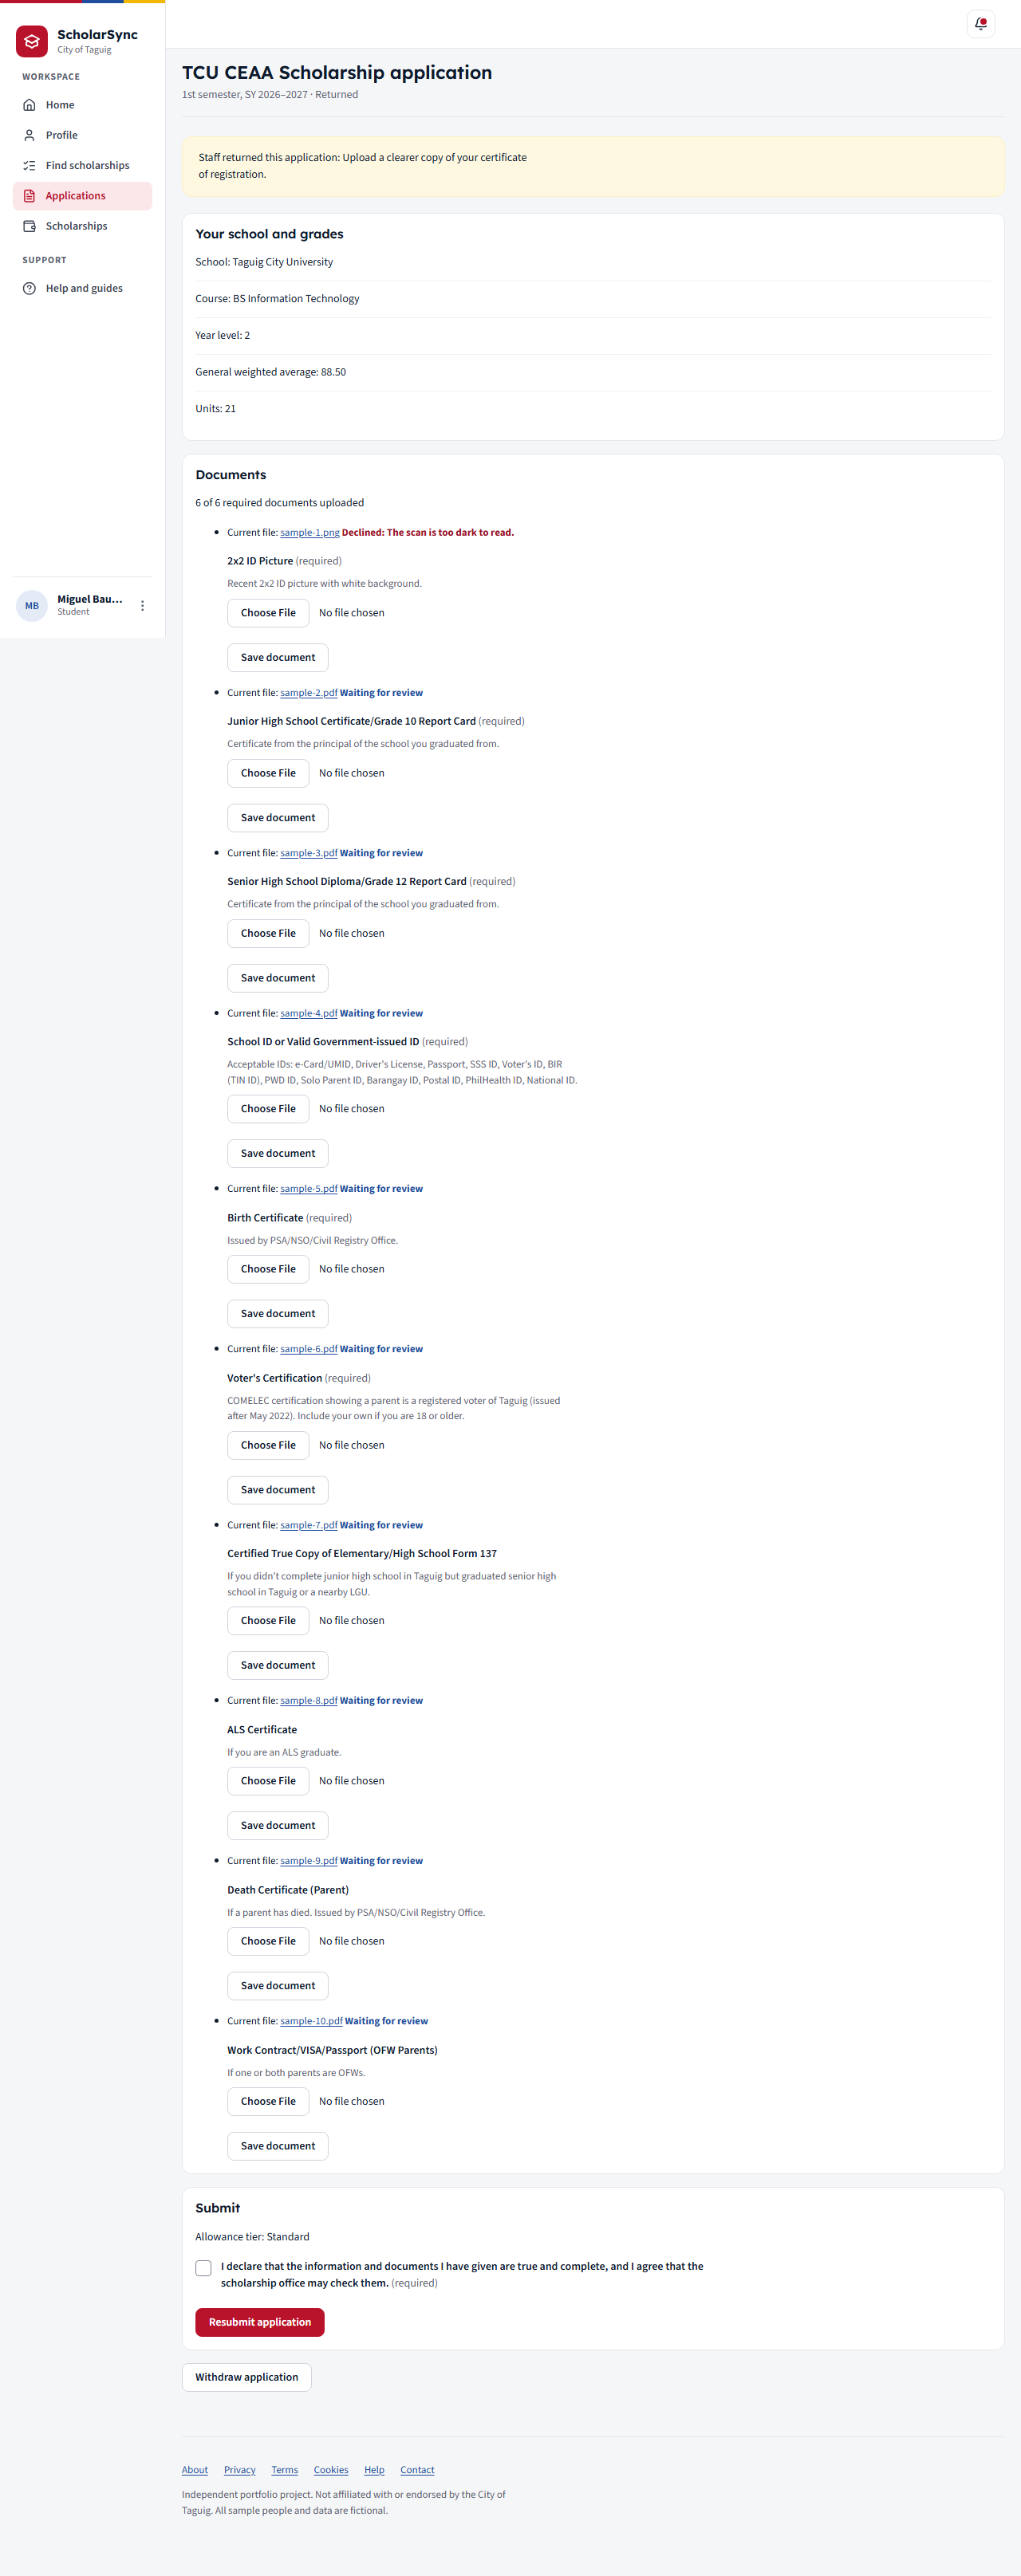 ScholarSync
City of Taguig
WORKSPACE
Home
Profile
Find scholarships
Applications
Scholarships
SUPPORT
Help and guides
MB
Miguel Bau...
Student
TCU CEAA Scholarship application
1st semester, SY 2026–2027 · Returned
Staff returned this application: Upload a clearer copy of your certificate
of registration.
Your school and grades
School: Taguig City University
Course: BS Information Technology
Year level: 2
General weighted average: 88.50
Units: 21
Documents
6 of 6 required documents uploaded
Current file: sample-1.png Declined: The scan is too dark to read.
2x2 ID Picture (required)
Recent 2x2 ID picture with white background.
Choose File No file chosen
Save document
Current file: sample-2.pdf Waiting for review
Junior High School Certificate/Grade 10 Report Card (required)
Certificate from the principal of the school you graduated from.
Choose File No file chosen
Save document
Current file: sample-3.pdf Waiting for review
Senior High School Diploma/Grade 12 Report Card (required)
Certificate from the principal of the school you graduated from.
Choose File No file chosen
Save document
Current file: sample-4.pdf Waiting for review
School ID or Valid Government-issued ID (required)
Acceptable IDs: e-Card/UMID, Driver's License, Passport, SSS ID, Voter's ID, BIR
(TIN ID), PWD ID, Solo Parent ID, Barangay ID, Postal ID, PhilHealth ID, National ID.
Choose File No file chosen
Save document
Current file: sample-5.pdf Waiting for review
Birth Certificate (required)
Issued by PSA/NSO/Civil Registry Office.
Choose File No file chosen
Save document
Current file: sample-6.pdf Waiting for review
Voter's Certification (required)
COMELEC certification showing a parent is a registered voter of Taguig (issued
after May 2022). Include your own if you are 18 or older.
Choose File No file chosen
Save document
Current file: sample-7.pdf Waiting for review
Certified True Copy of Elementary/High School Form 137
If you didn't complete junior high school in Taguig but graduated senior high
school in Taguig or a nearby LGU.
Choose File No file chosen
Save document
Current file: sample-8.pdf Waiting for review
ALS Certificate
If you are an ALS graduate.
Choose File No file chosen
Save document
Current file: sample-9.pdf Waiting for review
Death Certificate (Parent)
If a parent has died. Issued by PSA/NSO/Civil Registry Office.
Choose File No file chosen
Save document
Current file: sample-10.pdf Waiting for review
Work Contract/VISA/Passport (OFW Parents)
If one or both parents are OFWs.
Choose File No file chosen
Save document
Submit
Allowance tier: Standard
I declare that the information and documents I have given are true and complete, and I agree that the
scholarship office may check them. (required)
Resubmit application
Withdraw application
About Privacy Terms Cookies Help Contact
Independent portfolio project. Not affiliated with or endorsed by the City of
Taguig. All sample people and data are fictional.